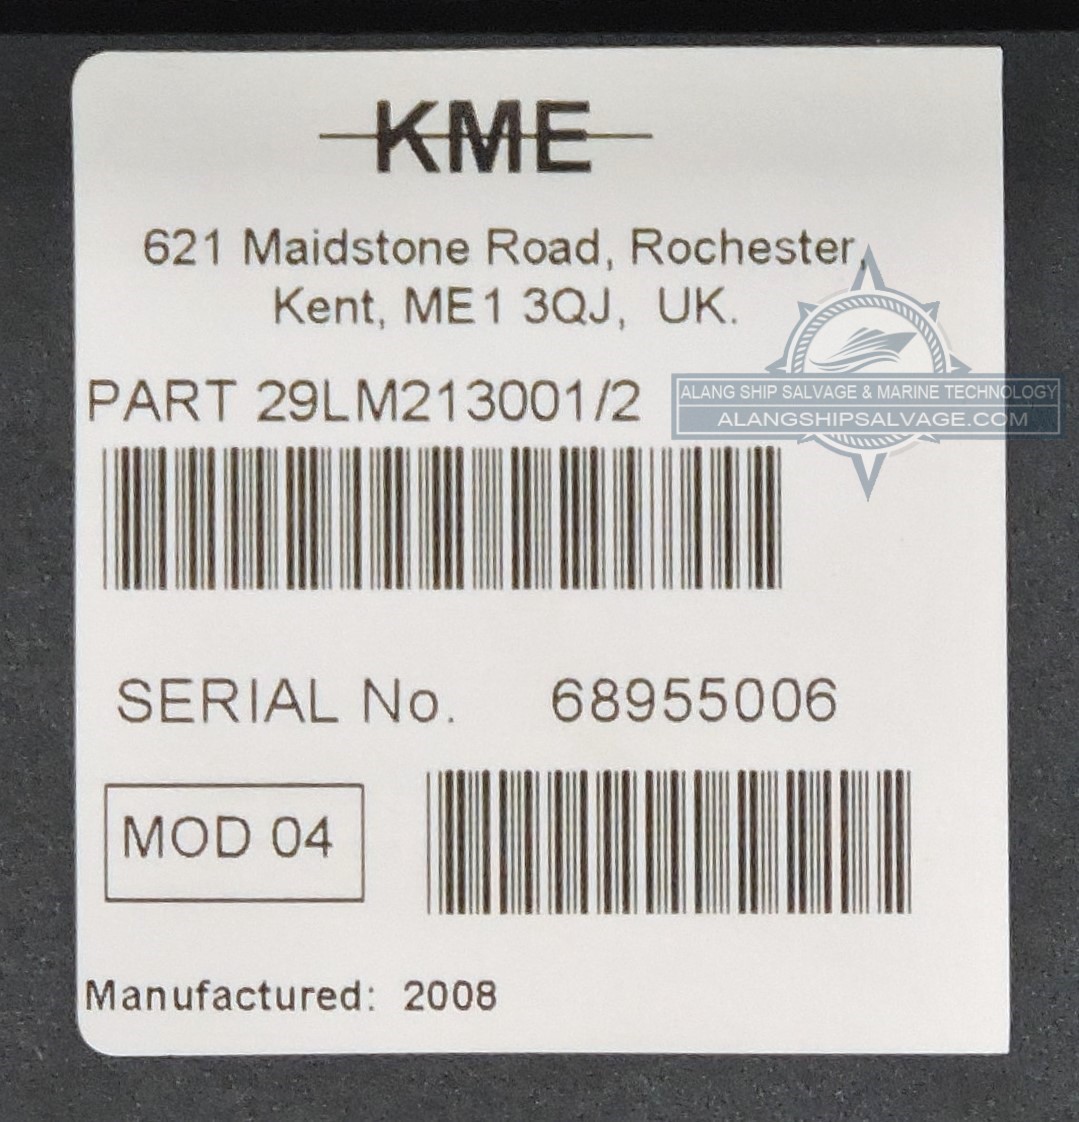 KME
621 Maidstone Road, Rochester,
Kent, ME1 3QJ, UK.
PART 29LM213001/2
ALANG SHIP SALVAGE & MARINE TECHNOLOGY
ALANGSHIPSALVAGE.COM
SERIAL No. 68955006
MOD 04
Manufactured: 2008